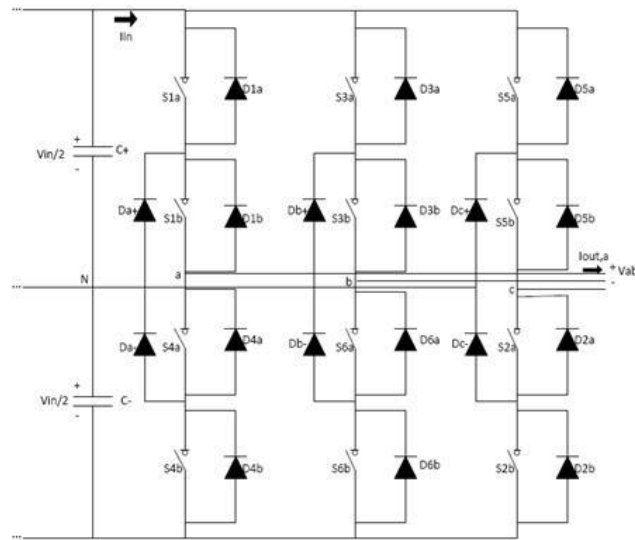 ...
Iin
S1a D1a S3a D3a S5a D5a
+
Vin/2 C+
-
Da+ S1b D1b Db+ S3b D3b Dc+ S5b D5b
Iout,a
+
Vab
-
a
N
b
...
c
Da- S4a D4a Db- S6a D6a Dc- S2a D2a
+
Vin/2 C-
-
S4b D4b S6b D6b S2b D2b
...